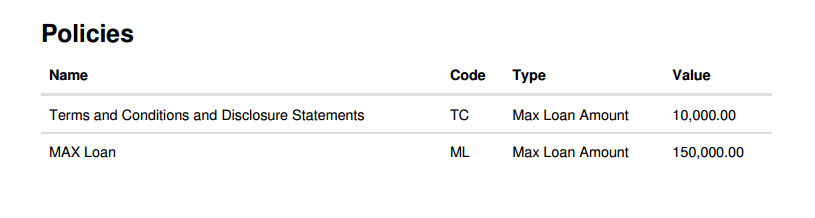 Policies
Name Code Type Value
Terms and Conditions and Disclosure Statements TC Max Loan Amount 10,000.00
MAX Loan ML Max Loan Amount 150,000.00